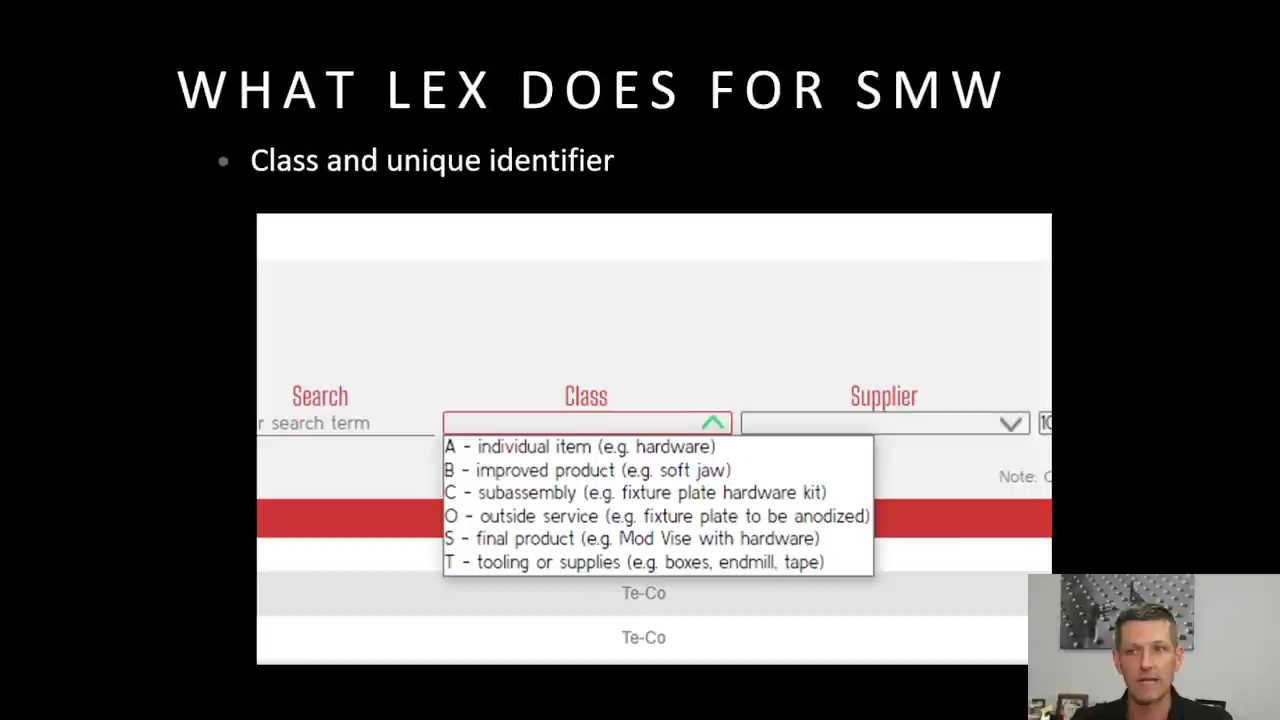 WHAT LEX DOES FOR SMW
• Class and unique identifier
Search Class Supplier
r search term
A - individual item (e.g. hardware)
B - improved product (e.g. soft jaw)
C - subassembly (e.g. fixture plate hardware kit)
O - outside service (e.g. fixture plate to be anodized)
S - final product (e.g. Mod Vise with hardware)
T - tooling or supplies (e.g. boxes, endmill, tape)
Note:
Te-Co
Te-Co